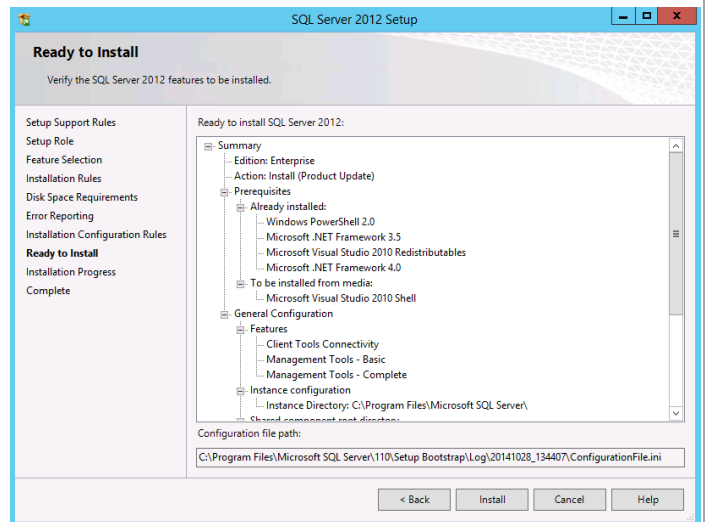 SQL Server 2012 Setup
Ready to Install
Verify the SQL Server 2012 features to be installed.
Setup Support Rules
Setup Role
Feature Selection
Installation Rules
Disk Space Requirements
Error Reporting
Installation Configuration Rules
Ready to Install
Installation Progress
Complete
Ready to install SQL Server 2012:
Summary
Edition: Enterprise
Action: Install (Product Update)
Prerequisites
Already installed:
Windows PowerShell 2.0
Microsoft .NET Framework 3.5
Microsoft Visual Studio 2010 Redistributables
Microsoft .NET Framework 4.0
To be installed from media:
Microsoft Visual Studio 2010 Shell
General Configuration
Features
Client Tools Connectivity
Management Tools - Basic
Management Tools - Complete
Instance configuration
Instance Directory: C:\Program Files\Microsoft SQL Server\
Shared component root directory
Configuration file path:
C:\Program Files\Microsoft SQL Server\110\Setup Bootstrap\Log\20141028_134407\ConfigurationFile.ini
< Back
Install
Cancel
Help